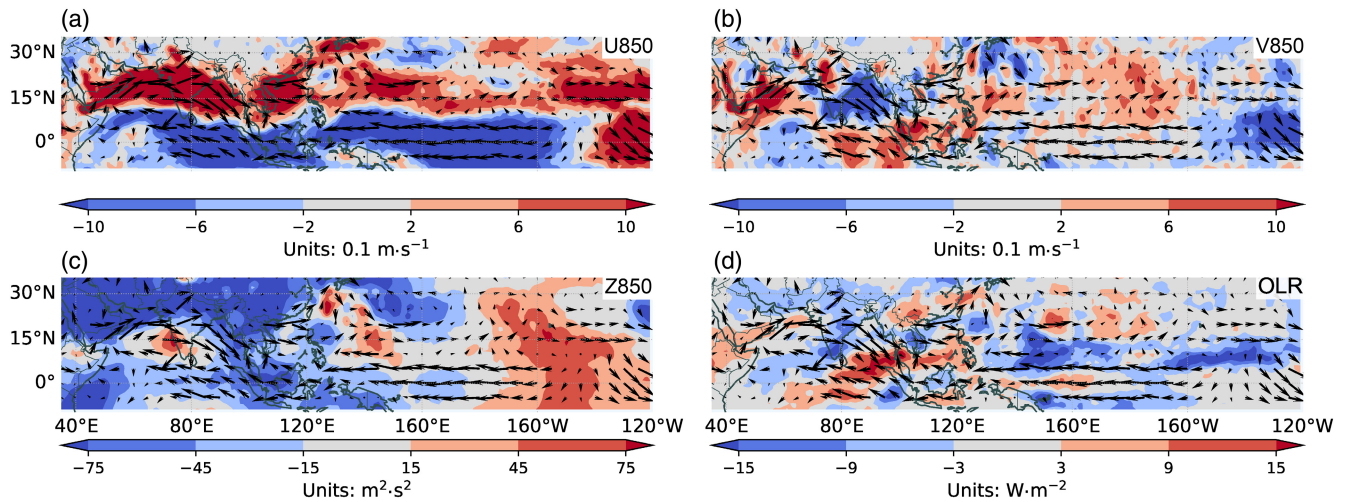 (a)
U850
30°N
15°N
0°
−10 −6 −2 2 6 10
Units: 0.1 m·s⁻¹
(b)
V850
−10 −6 −2 2 6 10
Units: 0.1 m·s⁻¹
(c)
Z850
30°N
15°N
0°
40°E 80°E 120°E 160°E 160°W 120°W
−75 −45 −15 15 45 75
Units: m²·s²
(d)
OLR
40°E 80°E 120°E 160°E 160°W 120°W
−15 −9 −3 3 9 15
Units: W·m⁻²